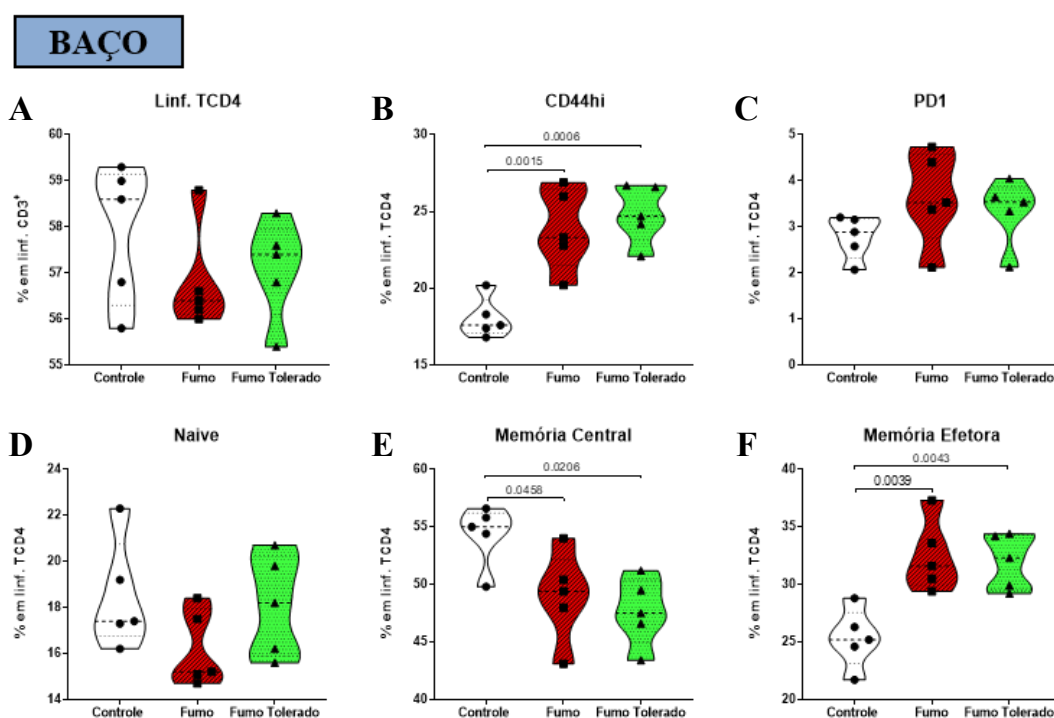 BAÇO
A
Linf. TCD4
% em linf. CD3+
60
59
58
57
56
55
Controle
Fumo
Fumo Tolerado
B
CD44hi
% em linf. TCD4
30
25
20
15
0.0006
0.0015
Controle
Fumo
Fumo Tolerado
C
PD1
% em linf. TCD4
5
4
3
2
1
0
Controle
Fumo
Fumo Tolerado
D
Naive
% em linf. TCD4
24
22
20
18
16
14
Controle
Fumo
Fumo Tolerado
E
Memória Central
% em linf. TCD4
60
55
50
45
40
0.0206
0.0458
Controle
Fumo
Fumo Tolerado
F
Memória Efetora
% em linf. TCD4
40
35
30
25
20
0.0043
0.0039
Controle
Fumo
Fumo Tolerado